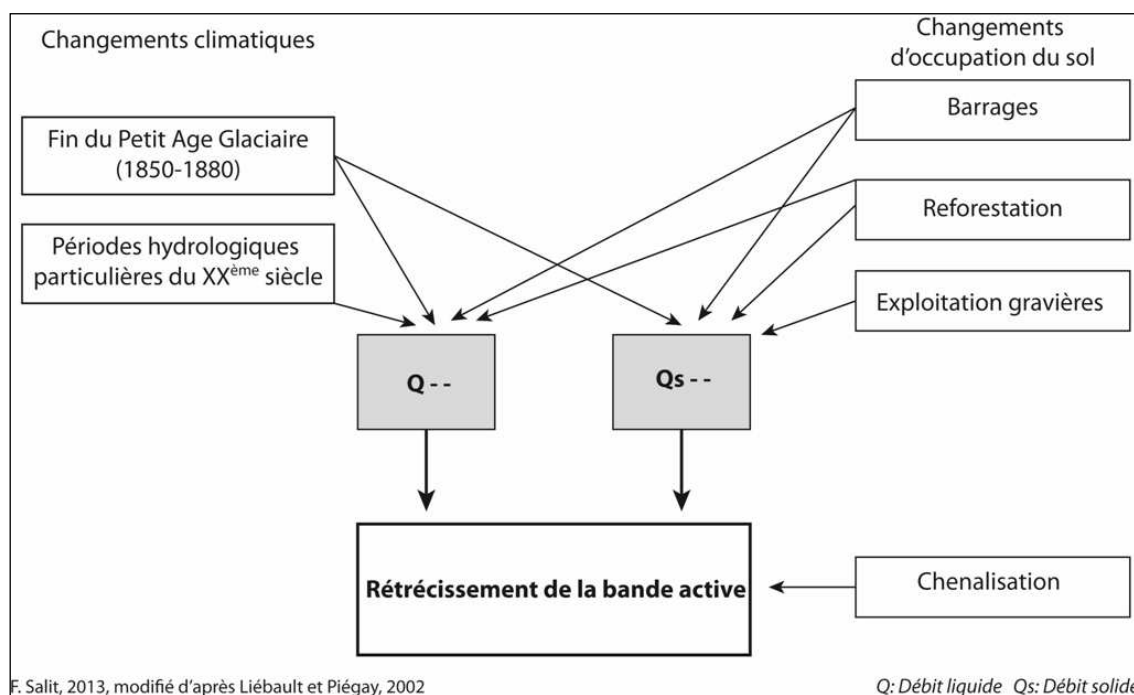 Changements climatiques
Changements
d'occupation du sol
Barrages
Fin du Petit Age Glaciaire
(1850-1880)
Reforestation
Périodes hydrologiques
particulières du XXème siècle
Exploitation gravières
Q - -
Qs - -
Rétrécissement de la bande active
Chenalisation
F. Salit, 2013, modifié d'après Liébault et Piégay, 2002
Q: Débit liquide Qs: Débit solide